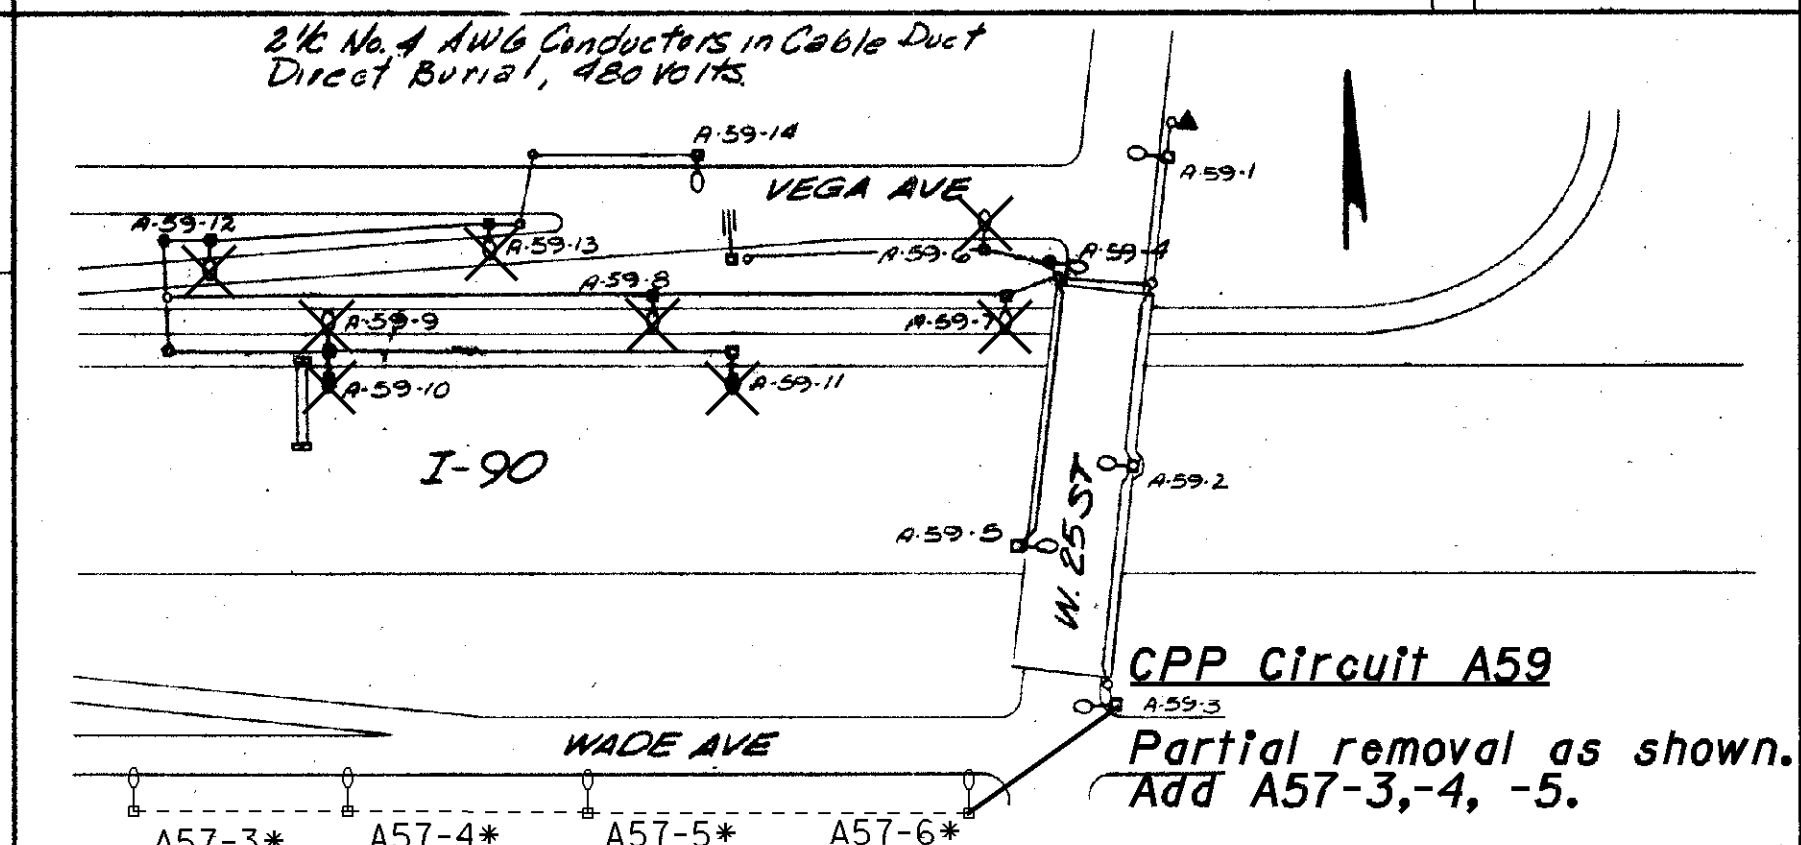 2 1/C No. 4 AWG Conductors in Cable Duct
Direct Burial, 480 Volts.
A-59-14
A-59-1
VEGA AVE
A-59-12
A-59-13
A-59-6
A-59-4
A-59-8
A-59-9
A-59-7
A-59-10
A-59-11
I-90
A-59-2
A-59-5
W. 25 ST
CPP Circuit A59
A-59-3
WADE AVE
Partial removal as shown.
Add A57-3,-4, -5.
A57-3*
A57-4*
A57-5*
A57-6*